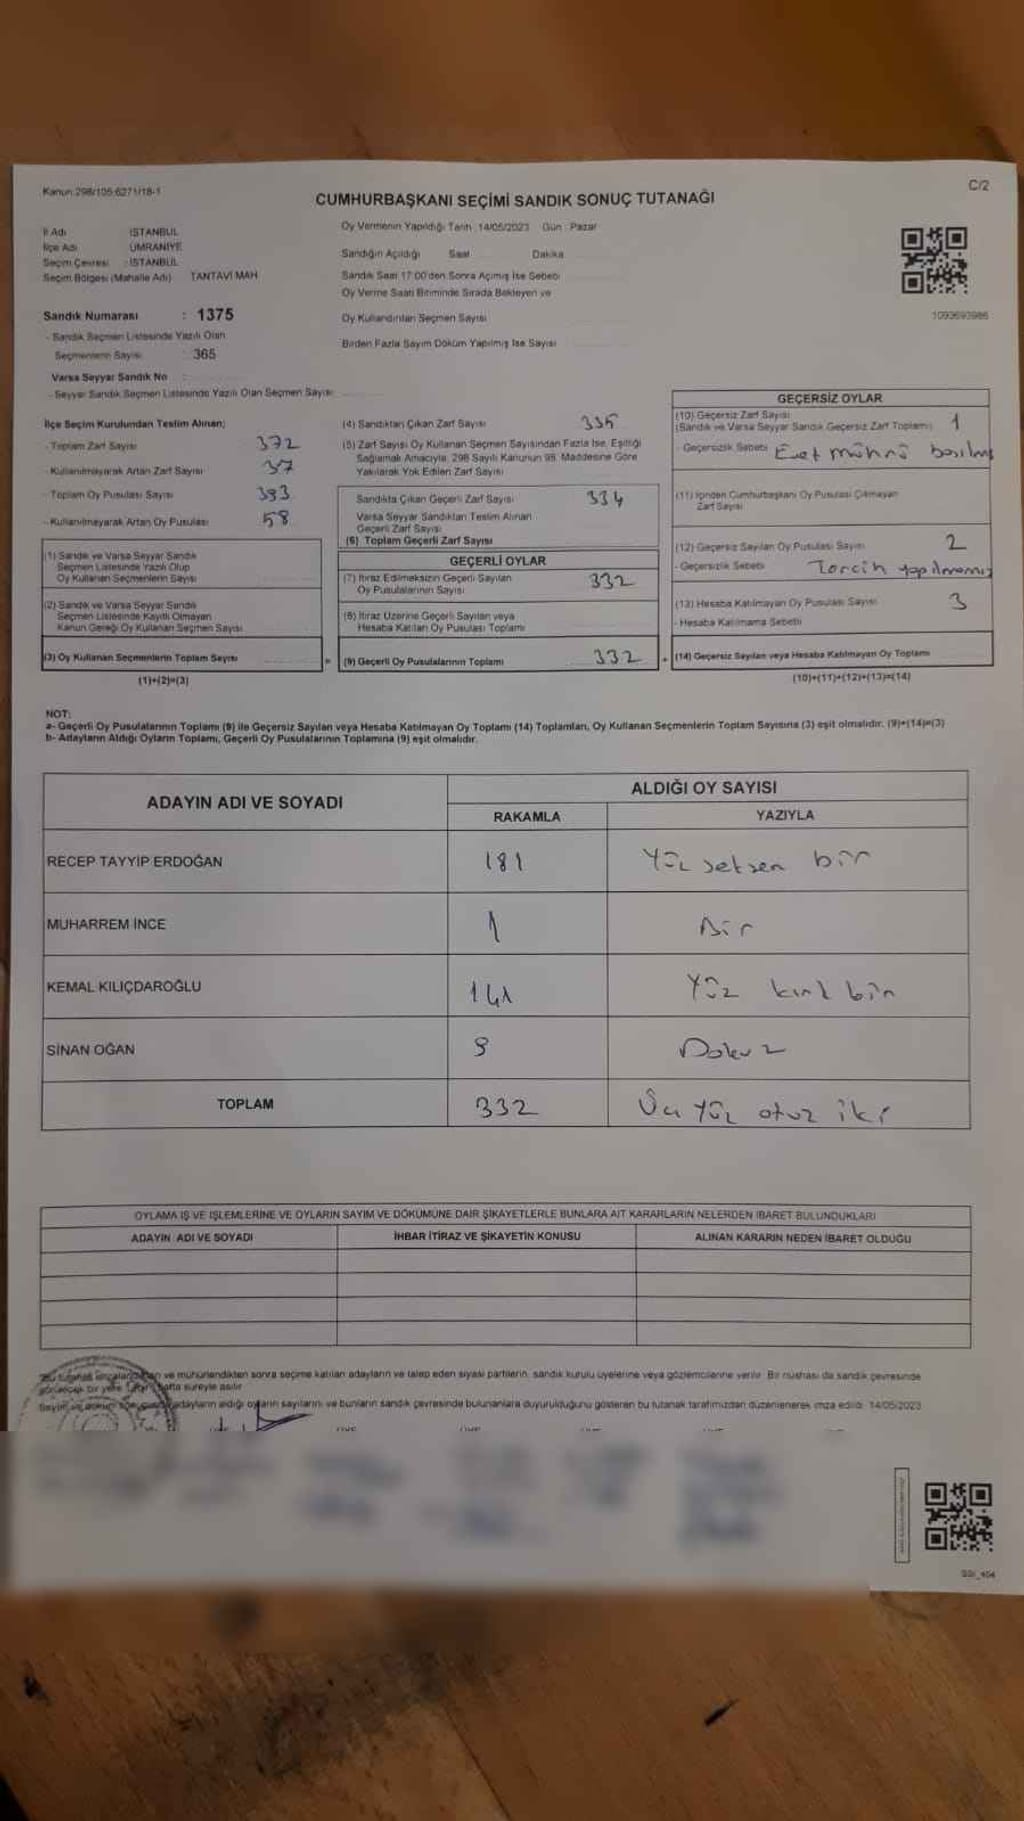 Kanun:298/105-6271/18-1
C/2
CUMHURBAŞKANI SEÇİMİ SANDIK SONUÇ TUTANAĞI
İl Adı : İSTANBUL
İlçe Adı : ÜMRANİYE
Seçim Çevresi : İSTANBUL
Seçim Bölgesi (Mahalle Adı) TANTAVİ MAH
Sandık Numarası : 1375
- Sandık Seçmen Listesinde Yazılı Olan
Seçmenlerin Sayısı : 365
Varsa Seyyar Sandık No :
- Seyyar Sandık Seçmen Listesinde Yazılı Olan Seçmen Sayısı
Oy Vermenin Yapıldığı Tarih : 14/05/2023 Gün : Pazar
Sandığın Açıldığı Saat Dakika
Sandık Saat 17:00'den Sonra Açılmış İse Sebebi
Oy Verme Saati Bitiminde Sırada Bekleyen ve
Oy Kullandırılan Seçmen Sayısı
Birden Fazla Sayım Döküm Yapılmış İse Sayısı
1093693986
İlçe Seçim Kurulundan Teslim Alınan;
- Toplam Zarf Sayısı 372
- Kullanılmayarak Artan Zarf Sayısı 37
- Toplam Oy Pusulası Sayısı 393
- Kullanılmayarak Artan Oy Pusulası 58
(1) Sandık ve Varsa Seyyar Sandık
Seçmen Listesinde Yazılı Olup
Oy Kullanan Seçmenlerin Sayısı
(2) Sandık ve Varsa Seyyar Sandık
Seçmen Listesinde Kayıtlı Olmayan
Kanun Gereği Oy Kullanan Seçmen Sayısı
(3) Oy Kullanan Seçmenlerin Toplam Sayısı
(1)+(2)=(3)
(4) Sandıktan Çıkan Zarf Sayısı 335
(5) Zarf Sayısı Oy Kullanan Seçmen Sayısından Fazla İse, Eşitliği
Sağlamak Amacıyla, 298 Sayılı Kanunun 98. Maddesine Göre
Yakılarak Yok Edilen Zarf Sayısı
Sandıkta Çıkan Geçerli Zarf Sayısı 334
Varsa Seyyar Sandıktan Teslim Alınan
Geçerli Zarf Sayısı
(6) Toplam Geçerli Zarf Sayısı
GEÇERLİ OYLAR
(7) İtiraz Edilmeksizin Geçerli Sayılan
Oy Pusulalarının Sayısı 332
(8) İtiraz Üzerine Geçerli Sayılan veya
Hesaba Katılan Oy Pusulası Toplamı
= (9) Geçerli Oy Pusulalarının Toplamı 332
GEÇERSİZ OYLAR
(10) Geçersiz Zarf Sayısı
(Sandık ve Varsa Seyyar Sandık Geçersiz Zarf Toplamı) 1
- Geçersizlik Sebebi Evet mührü basılmış
(11) İçinden Cumhurbaşkanı Oy Pusulası Çıkmayan
Zarf Sayısı
(12) Geçersiz Sayılan Oy Pusulası Sayısı 2
- Geçersizlik Sebebi Tercih yapılmamış
(13) Hesaba Katılmayan Oy Pusulası Sayısı 3
- Hesaba Katılmama Sebebi
+ (14) Geçersiz Sayılan veya Hesaba Katılmayan Oy Toplamı
(10)+(11)+(12)+(13)=(14)
NOT:
a- Geçerli Oy Pusulalarının Toplamı (9) ile Geçersiz Sayılan veya Hesaba Katılmayan Oy Toplamı (14) Toplamları, Oy Kullanan Seçmenlerin Toplam Sayısına (3) eşit olmalıdır. (9)+(14)=(3)
b- Adayların Aldığı Oyların Toplamı, Geçerli Oy Pusulalarının Toplamına (9) eşit olmalıdır.
ADAYIN ADI VE SOYADI
ALDIĞI OY SAYISI
RAKAMLA YAZIYLA
RECEP TAYYİP ERDOĞAN 181 Yüz seksen bir
MUHARREM İNCE 1 Bir
KEMAL KILIÇDAROĞLU 141 Yüz kırk bir
SİNAN OĞAN 9 Dokuz
TOPLAM 332 Üç yüz otuz iki
OYLAMA İŞ VE İŞLEMLERİNE VE OYLARIN SAYIM VE DÖKÜMÜNE DAİR ŞİKAYETLERLE BUNLARA AİT KARARLARIN NELERDEN İBARET BULUNDUKLARI
ADAYIN ADI VE SOYADI İHBAR İTİRAZ VE ŞİKAYETİN KONUSU ALINAN KARARIN NEDEN İBARET OLDUĞU
ve mühürlendikten sonra seçime katılan adayların ve talep eden siyasi partilerin, sandık kurulu üyelerine veya gözlemcilerine verilir. Bir nüshası da sandık çevresinde
görülecek bir yere hafta süreyle asılır.
adayların aldığı oyların sayılarını ve bunların sandık çevresinde bulunanlara duyurulduğunu gösteren bu tutanak tarafımızdan düzenlenerek imza edildi. 14/05/2023